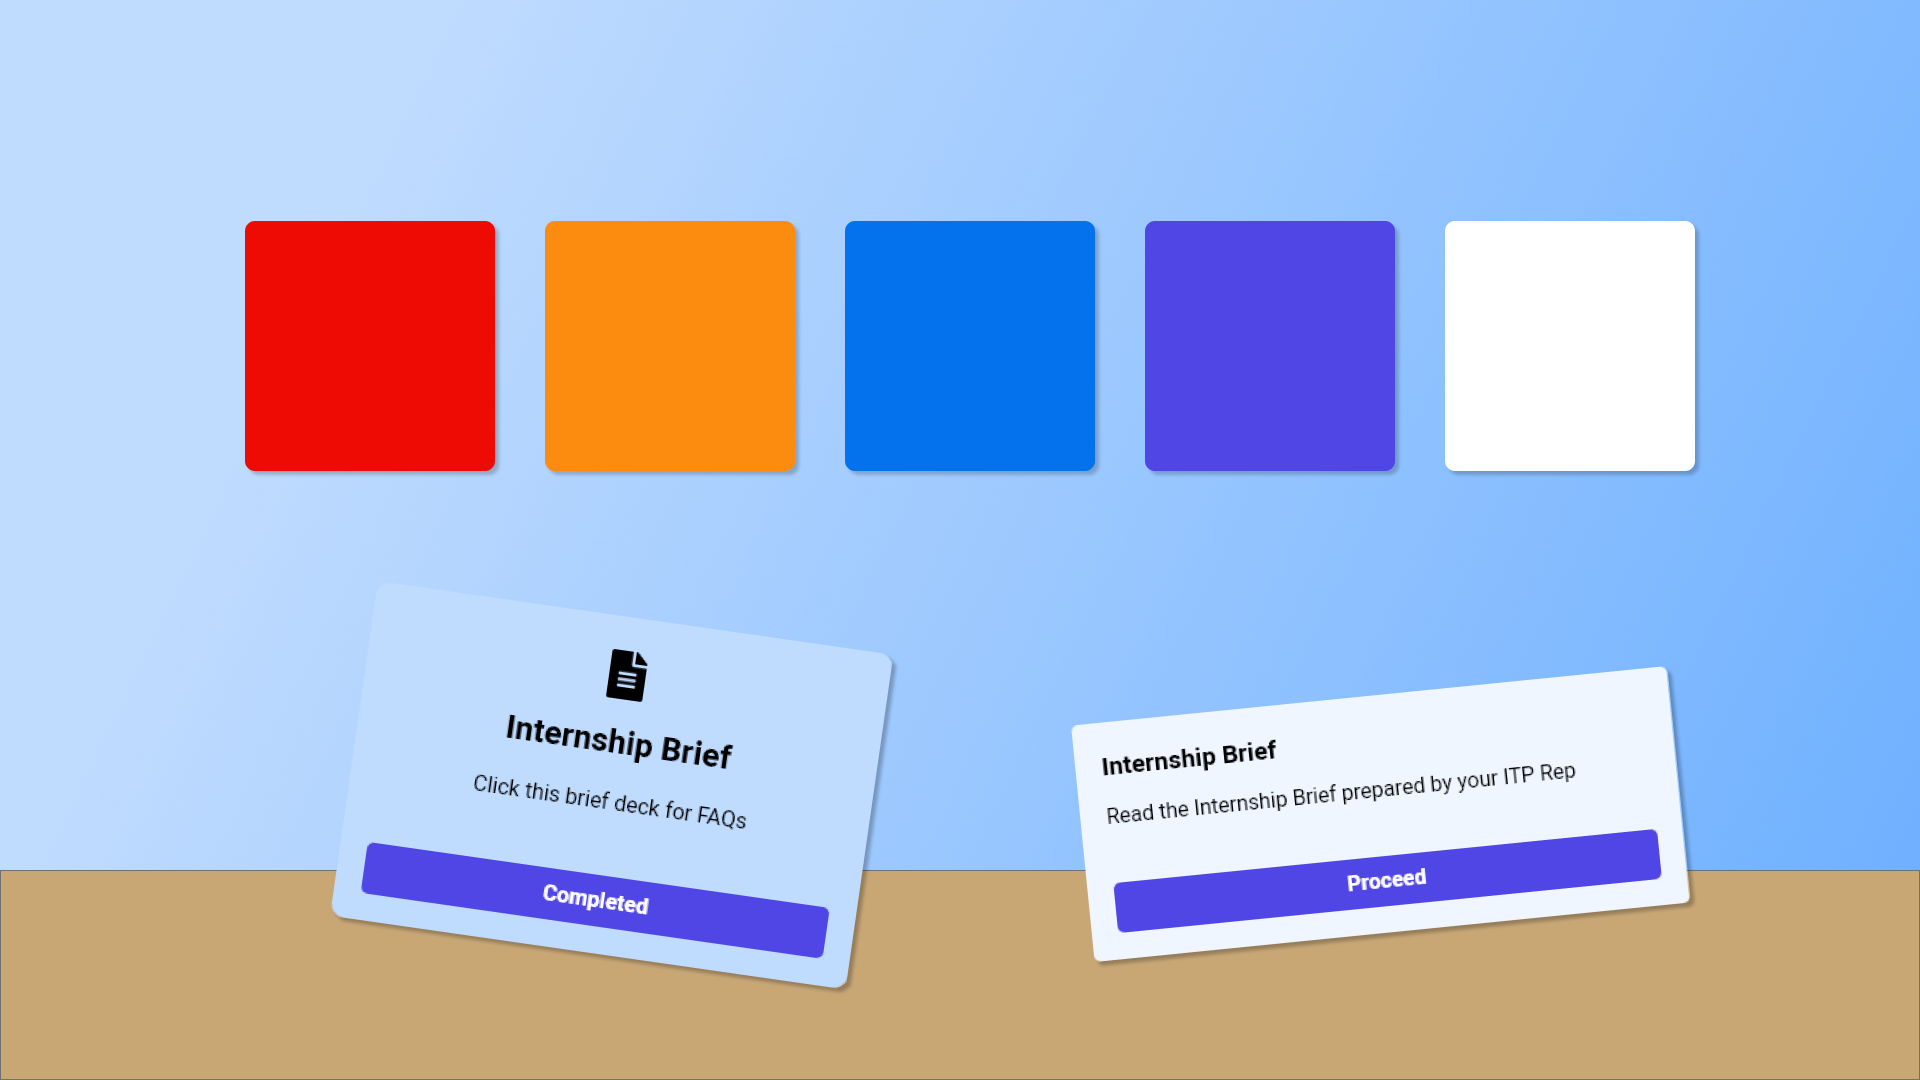 Internship Brief
Click this brief deck for FAQs
Completed
Internship Brief
Read the Internship Brief prepared by your ITP Rep
Proceed